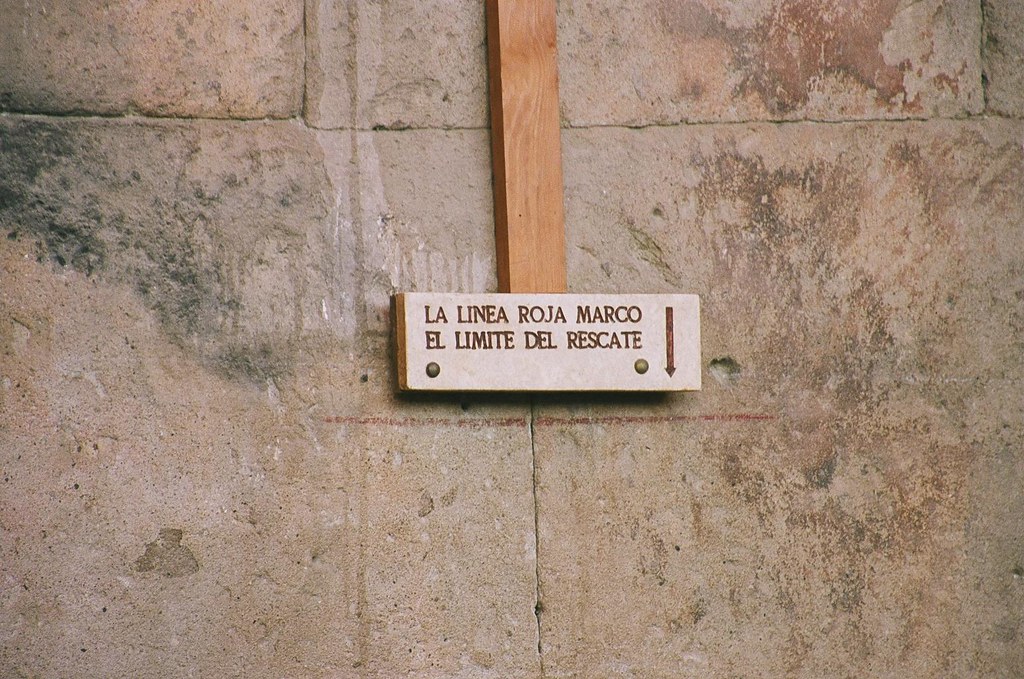 LA LINEA ROJA MARCO
EL LIMITE DEL RESCATE